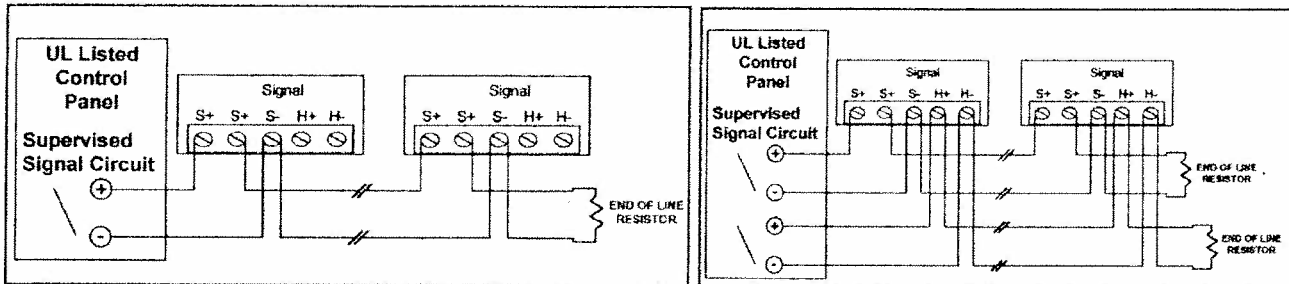 UL Listed
Control
Panel
Supervised
Signal Circuit
+
-
Signal
S+ S+ S- H+ H-
Signal
S+ S+ S- H+ H-
END OF LINE
RESISTOR
UL Listed
Control
Panel
Supervised
Signal Circuit
+
-
+
-
Signal
S+ S+ S- H+ H-
Signal
S+ S+ S- H+ H-
END OF LINE
RESISTOR
END OF LINE
RESISTOR